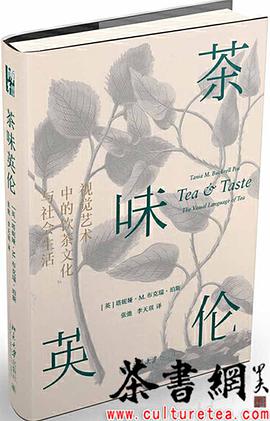 茶味英伦
茶
Tania M. Buckrell Pos
Tea & Taste
The Visual Language of Tea
味
视觉艺术
中的饮茶文化
与社会生活
[英]塔妮娅·M.布克瑞·珀斯
张弛 李天琪 译
英
伦
茶書網
www.culturetea.com